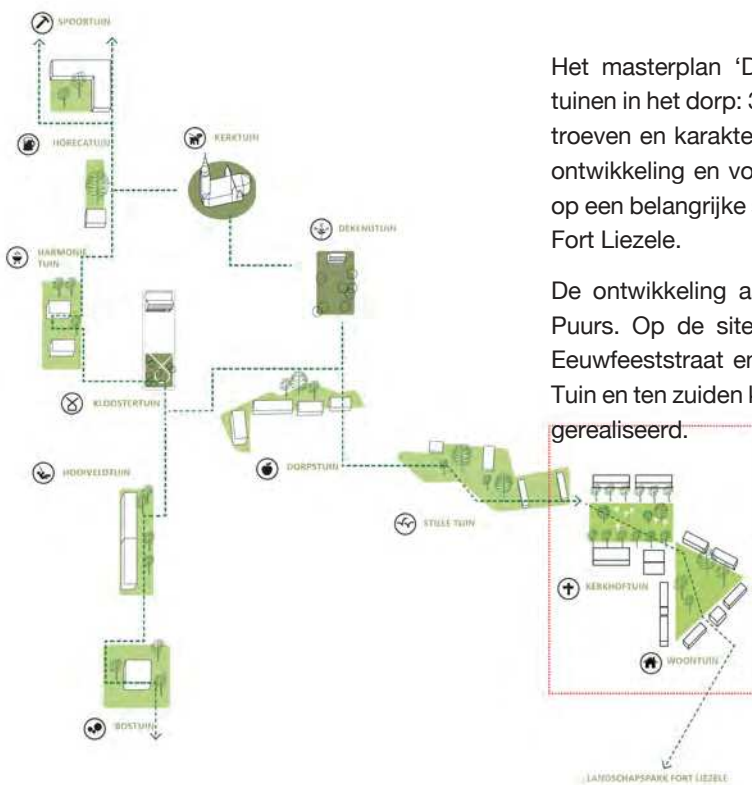 SPOORTUIN
HORECATUIN
KERKTUIN
DEKENIJTUIN
HARMONIE
TUIN
KLOOSTERTUIN
DORPSTUIN
HOOIVELDTUIN
STILLE TUIN
KERKHOFTUIN
WOONTUIN
BOSTUIN
LANDSCHAPSPARK FORT LIEZELE
Het masterplan ‘D
tuinen in het dorp: 3
troeven en karakte
ontwikkeling en vo
op een belangrijke
Fort Liezele.
De ontwikkeling a
Puurs. Op de site
Eeuwfeeststraat er
Tuin en ten zuiden k
gerealiseerd.